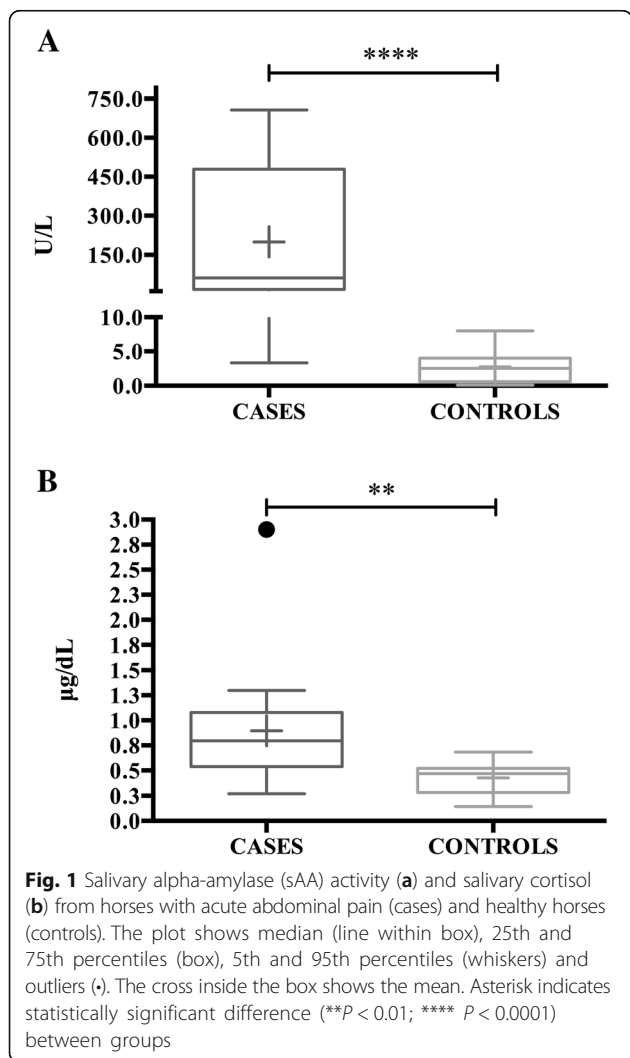 A
****
750.0
600.0
450.0
300.0
150.0
10.0
5.0
0.0
U/L
CASES CONTROLS
B
**
3.0
2.8
2.5
2.3
2.0
1.8
1.5
1.3
1.0
0.8
0.5
0.3
0.0
µg/dL
CASES CONTROLS
Fig. 1 Salivary alpha-amylase (sAA) activity (a) and salivary cortisol
(b) from horses with acute abdominal pain (cases) and healthy horses
(controls). The plot shows median (line within box), 25th and
75th percentiles (box), 5th and 95th percentiles (whiskers) and
outliers (•). The cross inside the box shows the mean. Asterisk indicates
statistically significant difference (**P < 0.01; **** P < 0.0001)
between groups